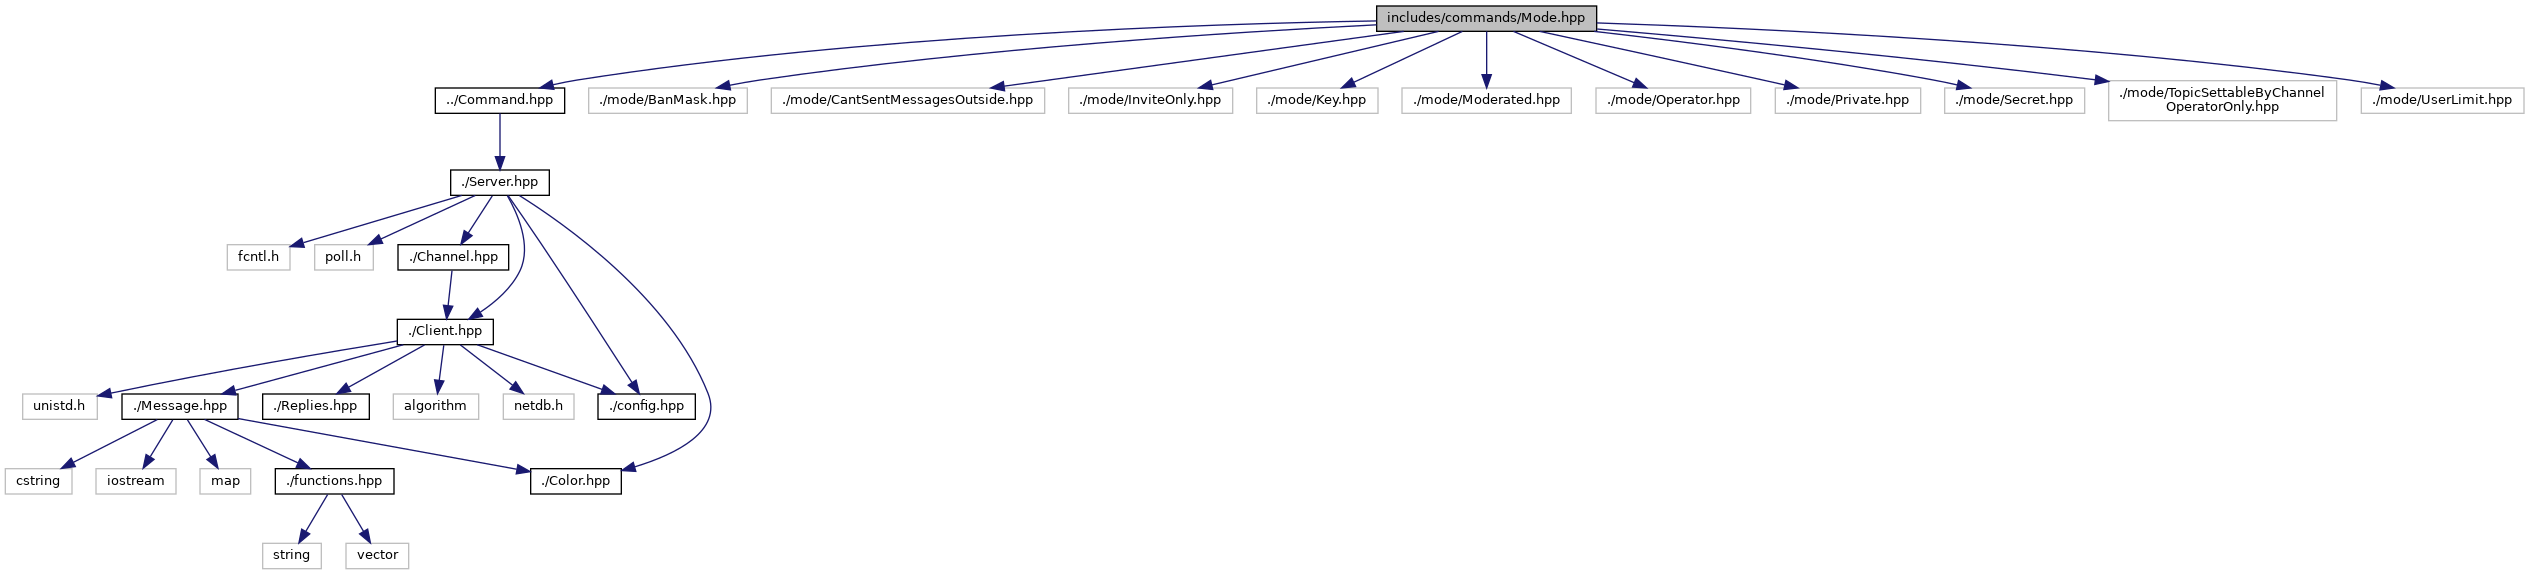 includes/commands/Mode.hpp
../Command.hpp
./mode/BanMask.hpp
./mode/CantSentMessagesOutside.hpp
./mode/InviteOnly.hpp
./mode/Key.hpp
./mode/Moderated.hpp
./mode/Operator.hpp
./mode/Private.hpp
./mode/Secret.hpp
./mode/TopicSettableByChannel
OperatorOnly.hpp
./mode/UserLimit.hpp
./Server.hpp
fcntl.h
poll.h
./Channel.hpp
./Client.hpp
unistd.h
./Message.hpp
./Replies.hpp
algorithm
netdb.h
./config.hpp
cstring
iostream
map
./functions.hpp
./Color.hpp
string
vector